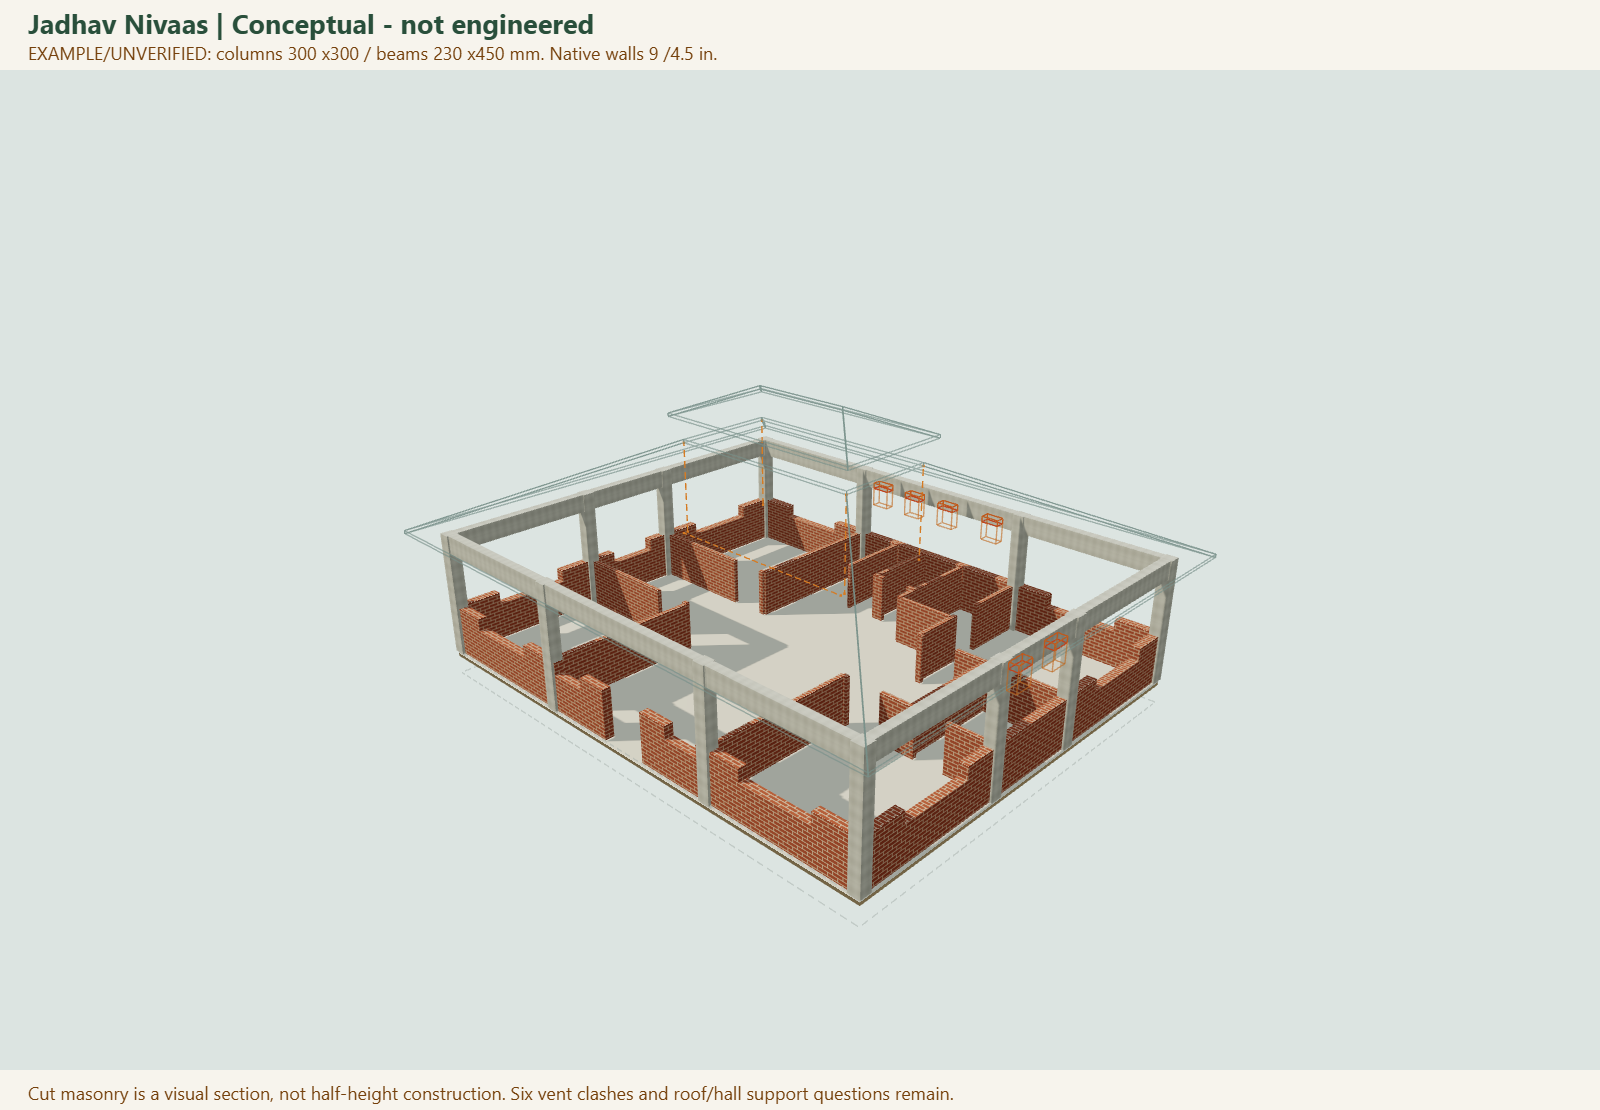 Jadhav Nivaas | Conceptual - not engineered
EXAMPLE/UNVERIFIED: columns 300 x300 / beams 230 x450 mm. Native walls 9 /4.5 in.
Cut masonry is a visual section, not half-height construction. Six vent clashes and roof/hall support questions remain.